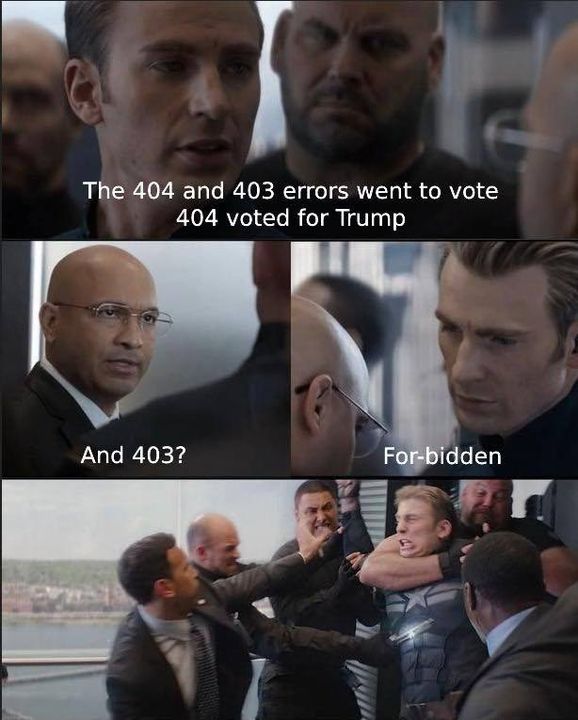 The 404 and 403 errors went to vote
404 voted for Trump
And 403?
For-bidden